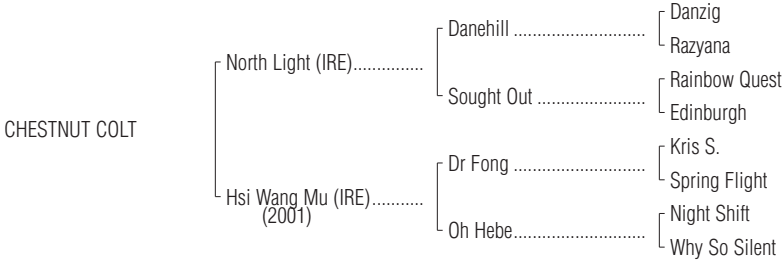 Danzig
Danehill ............................
Razyana
North Light (IRE)...............
Rainbow Quest
Sought Out .......................
Edinburgh
CHESTNUT COLT
Kris S.
Dr Fong ............................
Spring Flight
Hsi Wang Mu (IRE)...........
(2001)
Night Shift
Oh Hebe............................
Why So Silent